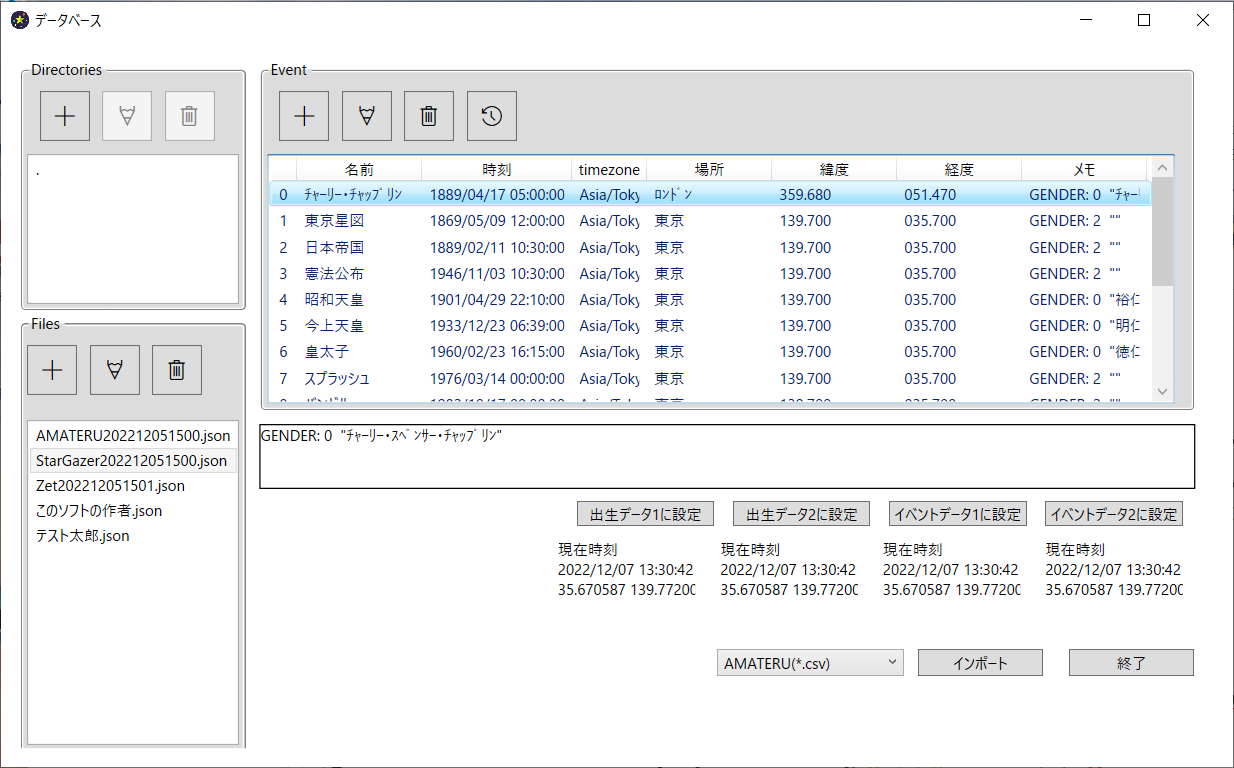 データベース
Directories
.
Files
AMATERU202212051500.json
StarGazer202212051500.json
Zet202212051501.json
このソフトの作者.json
テスト太郎.json
Event
名前 時刻 timezone 場所 緯度 経度 メモ
0 ﾁｬｰﾘｰ･ﾁｬｯﾌﾟﾘﾝ 1889/04/17 05:00:00 Asia/Toky ﾛﾝﾄﾞﾝ 359.680 051.470 GENDER: 0 "ﾁｬｰ
1 東京星図 1869/05/09 12:00:00 Asia/Toky 東京 139.700 035.700 GENDER: 2 ""
2 日本帝国 1889/02/11 10:30:00 Asia/Toky 東京 139.700 035.700 GENDER: 2 ""
3 憲法公布 1946/11/03 10:30:00 Asia/Toky 東京 139.700 035.700 GENDER: 2 ""
4 昭和天皇 1901/04/29 22:10:00 Asia/Toky 東京 139.700 035.700 GENDER: 0 "裕仁
5 今上天皇 1933/12/23 06:39:00 Asia/Toky 東京 139.700 035.700 GENDER: 0 "明仁
6 皇太子 1960/02/23 16:15:00 Asia/Toky 東京 139.700 035.700 GENDER: 0 "徳仁
7 スプラッシュ 1976/03/14 00:00:00 Asia/Toky 東京 139.700 035.700 GENDER: 2 ""
GENDER: 0 "ﾁｬｰﾘｰ･ｽﾍﾟﾝｻｰ･ﾁｬｯﾌﾟﾘﾝ"
出生データ1に設定 出生データ2に設定 イベントデータ1に設定 イベントデータ2に設定
現在時刻 現在時刻 現在時刻 現在時刻
2022/12/07 13:30:42 2022/12/07 13:30:42 2022/12/07 13:30:42 2022/12/07 13:30:42
35.670587 139.77200 35.670587 139.77200 35.670587 139.77200 35.670587 139.77200
AMATERU(*.csv) インポート 終了